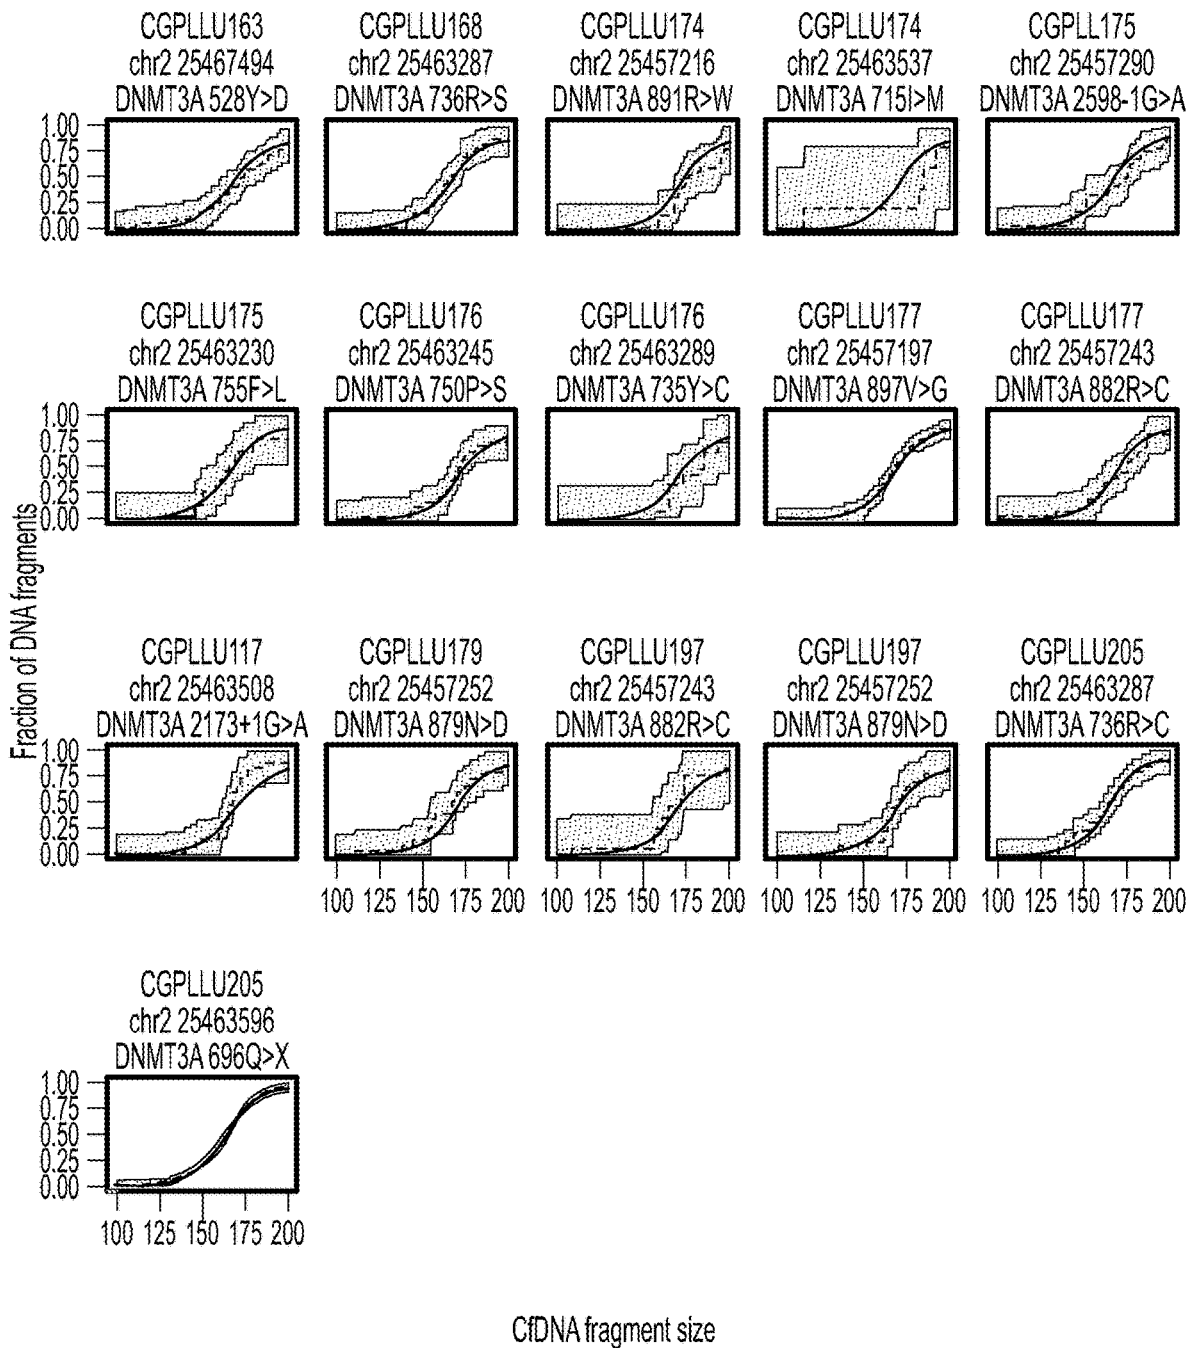 CGPLLU163
chr2 25467494
DNMT3A 528Y>D
CGPLLU168
chr2 25463287
DNMT3A 736R>S
CGPLLU174
chr2 25457216
DNMT3A 891R>W
CGPLLU174
chr2 25463537
DNMT3A 715I>M
CGPLL175
chr2 25457290
DNMT3A 2598-1G>A
1.00
0.75
0.50
0.25
0.00
CGPLLU175
chr2 25463230
DNMT3A 755F>L
CGPLLU176
chr2 25463245
DNMT3A 750P>S
CGPLLU176
chr2 25463289
DNMT3A 735Y>C
CGPLLU177
chr2 25457197
DNMT3A 897V>G
CGPLLU177
chr2 25457243
DNMT3A 882R>C
1.00
0.75
0.50
0.25
0.00
Fraction of DNA fragments
CGPLLU117
chr2 25463508
DNMT3A 2173+1G>A
CGPLLU179
chr2 25457252
DNMT3A 879N>D
CGPLLU197
chr2 25457243
DNMT3A 882R>C
CGPLLU197
chr2 25457252
DNMT3A 879N>D
CGPLLU205
chr2 25463287
DNMT3A 736R>C
1.00
0.75
0.50
0.25
0.00
100 125 150 175 200
100 125 150 175 200
100 125 150 175 200
100 125 150 175 200
CGPLLU205
chr2 25463596
DNMT3A 696Q>X
1.00
0.75
0.50
0.25
0.00
100 125 150 175 200
CfDNA fragment size